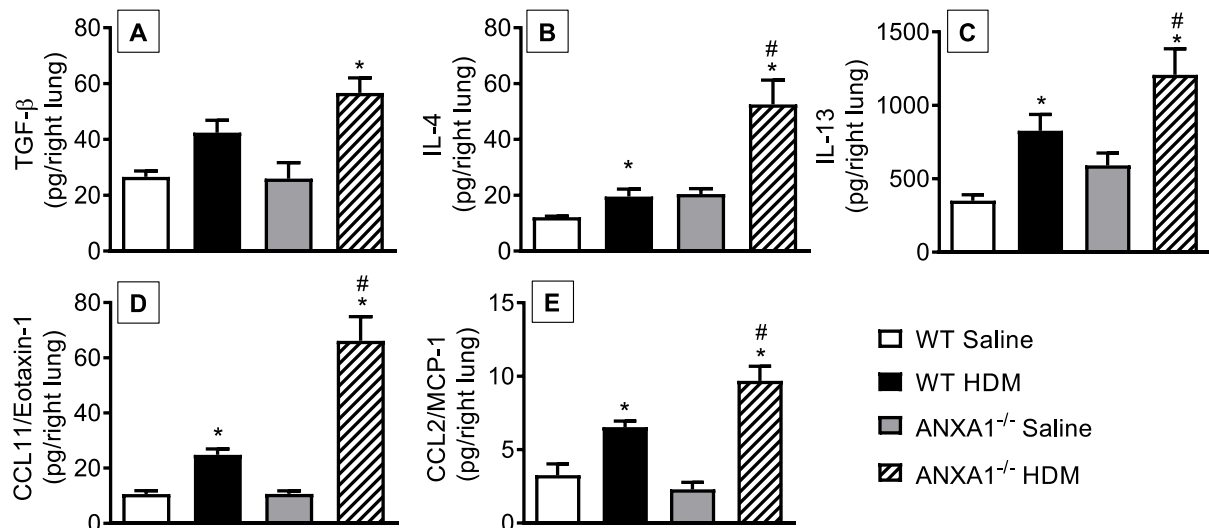 A
TGF-β
(pg/right lung)
80
60
40
20
0
*
B
IL-4
(pg/right lung)
80
60
40
20
0
*
#
*
C
IL-13
(pg/right lung)
1500
1000
500
0
*
#
*
D
CCL11/Eotaxin-1
(pg/right lung)
80
60
40
20
0
*
#
*
E
CCL2/MCP-1
(pg/right lung)
15
10
5
0
*
#
*
WT Saline
WT HDM
ANXA1-/- Saline
ANXA1-/- HDM